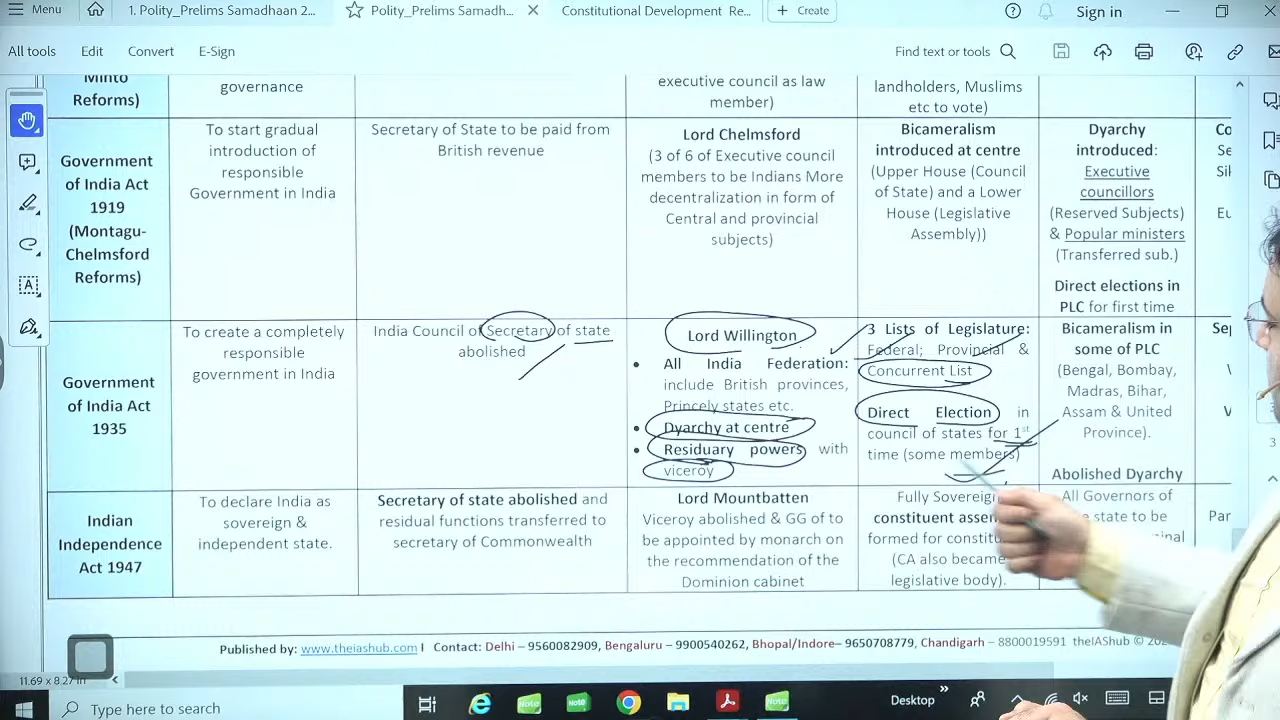 Menu
1. Polity_Prelims Samadhaan 2...
Polity_Prelims Samadh...
Constitutional Development Re...
+ Create
Sign in
All tools
Edit
Convert
E-Sign
Find text or tools
Minto
Reforms)
governance
executive council as law
member)
landholders, Muslims
etc to vote)
Government
of India Act
1919
(Montagu-
Chelmsford
Reforms)
To start gradual
introduction of
responsible
Government in India
Secretary of State to be paid from
British revenue
Lord Chelmsford
(3 of 6 of Executive council
members to be Indians More
decentralization in form of
Central and provincial
subjects)
Bicameralism
introduced at centre
(Upper House (Council
of State) and a Lower
House (Legislative
Assembly))
Dyarchy
introduced:
Executive
councillors
(Reserved Subjects)
& Popular ministers
(Transferred sub.)
Direct elections in
PLC for first time
Co
Se
Sil
Eu
Government
of India Act
1935
To create a completely
responsible
government in India
India Council of Secretary of state
abolished
Lord Willington
• All India Federation:
include British provinces,
Princely states etc.
• Dyarchy at centre
• Residuary powers with
viceroy
3 Lists of Legislature:
Federal; Provincial &
Concurrent List
Direct Election in
council of states for 1st
time (some members)
Bicameralism in
some of PLC
(Bengal, Bombay,
Madras, Bihar,
Assam & United
Province).
Abolished Dyarchy
Se
V
V
Indian
Independence
Act 1947
To declare India as
sovereign &
independent state.
Secretary of state abolished and
residual functions transferred to
secretary of Commonwealth
Lord Mountbatten
Viceroy abolished & GG of to
be appointed by monarch on
the recommendation of the
Dominion cabinet
Fully Sovereig
constituent assem
formed for constitu
(CA also became
legislative body).
All Governors of
state to be
minal
Par
Published by: www.theiashub.com I Contact: Delhi – 9560082909, Bengaluru – 9900540262, Bhopal/Indore– 9650708779, Chandigarh – 8800019591 theIAShub ©
11.69 x 8.27 in
Type here to search
Note
Note
Note
Desktop